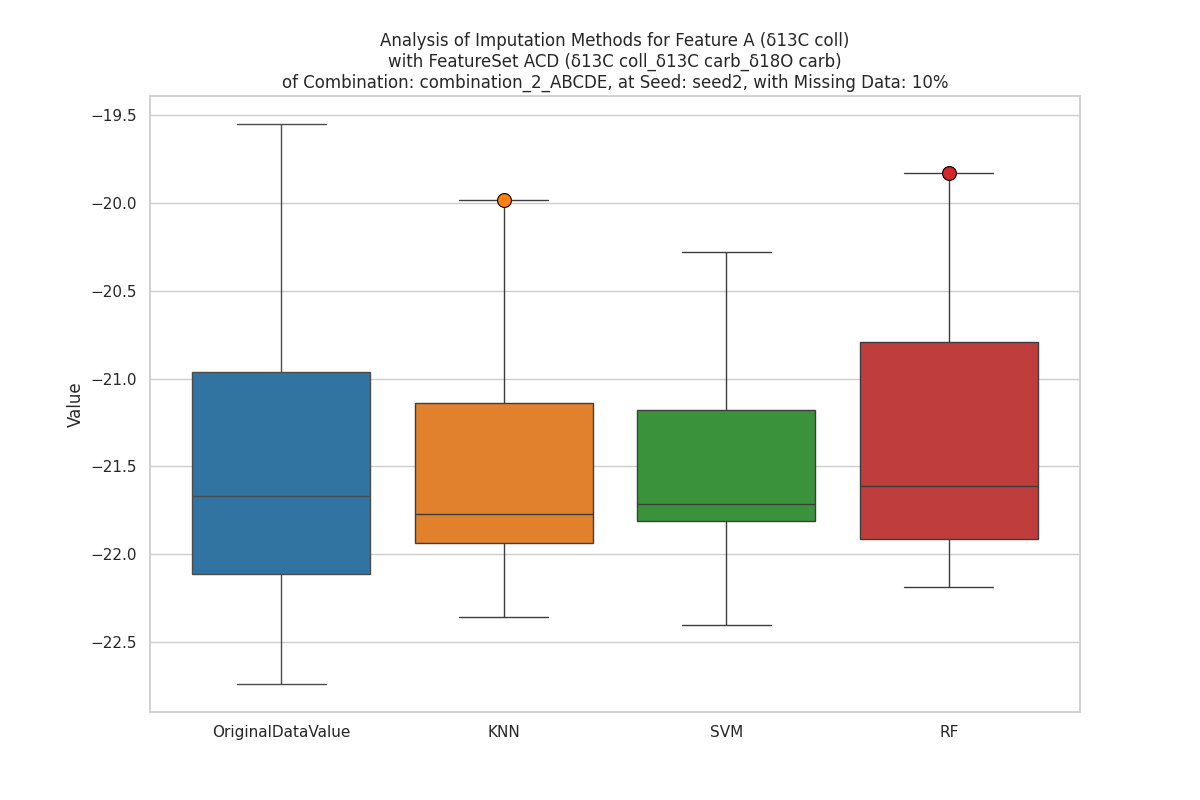 Analysis of Imputation Methods for Feature A (δ13C coll)
with FeatureSet ACD (δ13C coll_δ13C carb_δ18O carb)
of Combination: combination_2_ABCDE, at Seed: seed2, with Missing Data: 10%
−19.5
−20.0
−20.5
−21.0
−21.5
−22.0
−22.5
Value
OriginalDataValue
KNN
SVM
RF